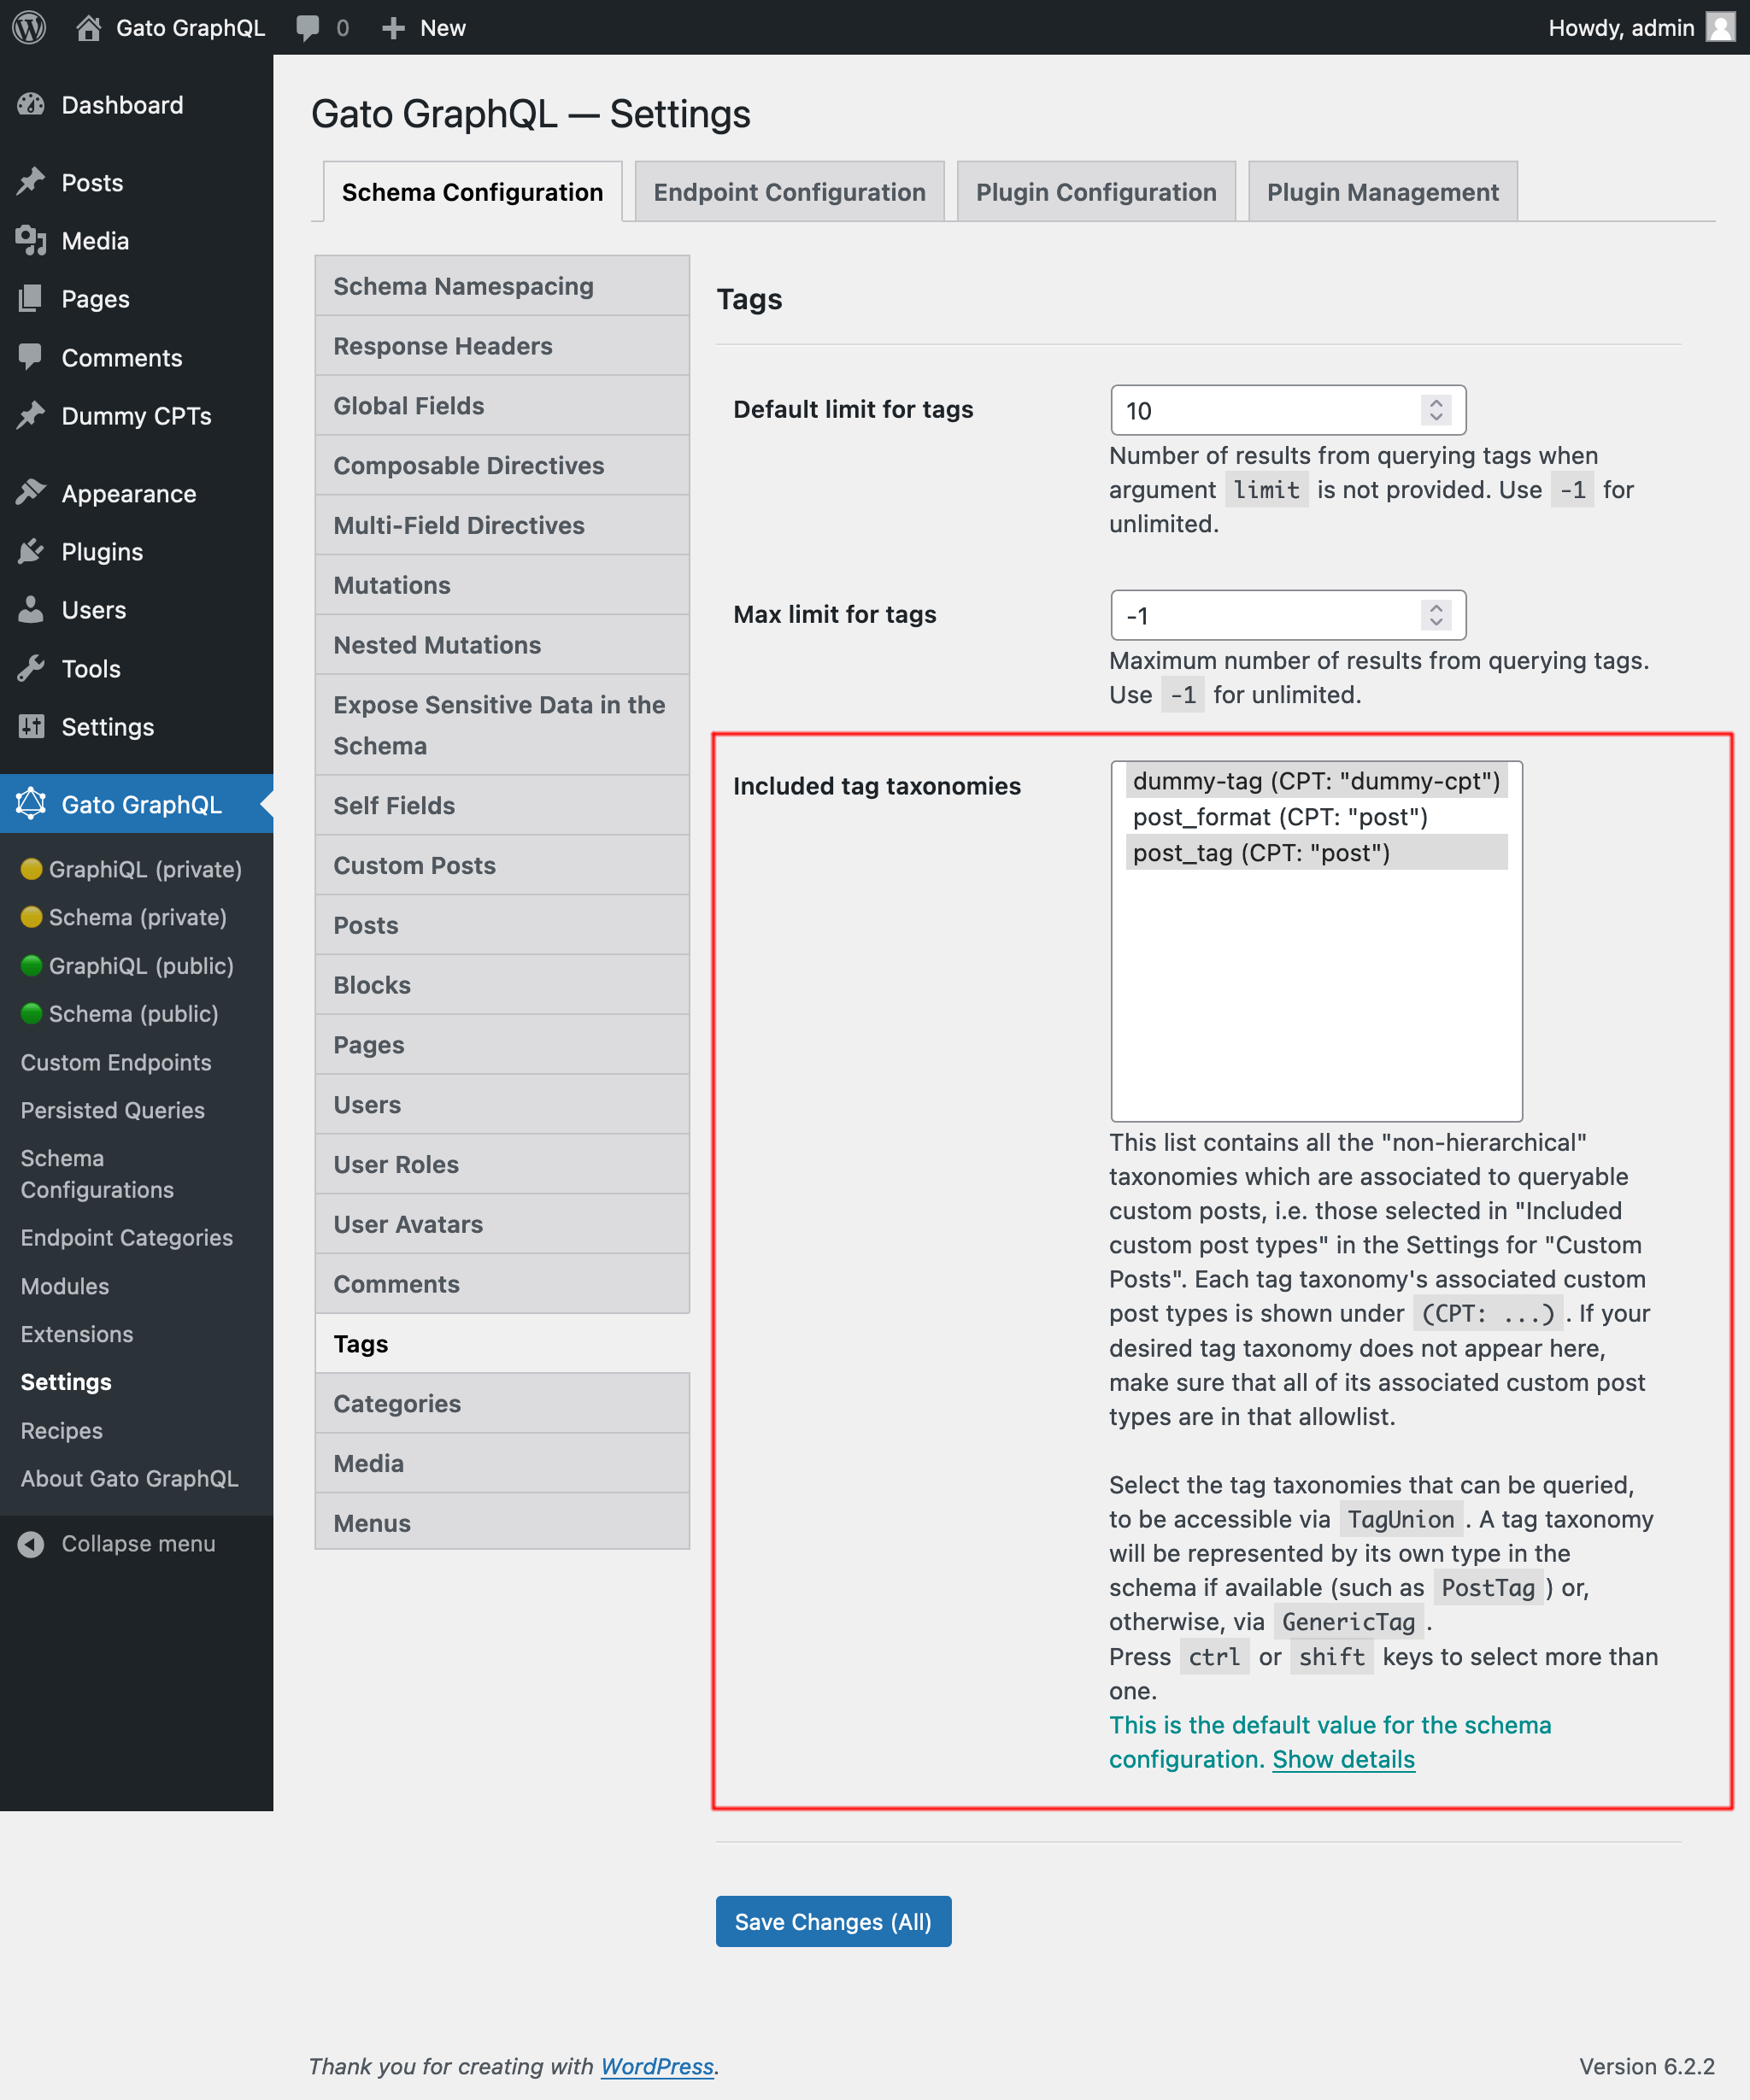 Gato GraphQL 0 New Howdy, admin
Dashboard
Posts
Media
Pages
Comments
Dummy CPTs
Appearance
Plugins
Users
Tools
Settings
Gato GraphQL
GraphiQL (private)
Schema (private)
GraphiQL (public)
Schema (public)
Custom Endpoints
Persisted Queries
Schema
Configurations
Endpoint Categories
Modules
Extensions
Settings
Recipes
About Gato GraphQL
Collapse menu
Gato GraphQL — Settings
Schema Configuration Endpoint Configuration Plugin Configuration Plugin Management
Schema Namespacing
Response Headers
Global Fields
Composable Directives
Multi-Field Directives
Mutations
Nested Mutations
Expose Sensitive Data in the
Schema
Self Fields
Custom Posts
Posts
Blocks
Pages
Users
User Roles
User Avatars
Comments
Tags
Categories
Media
Menus
Tags
Default limit for tags
10
Number of results from querying tags when
argument limit is not provided. Use -1 for
unlimited.
Max limit for tags
-1
Maximum number of results from querying tags.
Use -1 for unlimited.
Included tag taxonomies
dummy-tag (CPT: "dummy-cpt")
post_format (CPT: "post")
post_tag (CPT: "post")
This list contains all the "non-hierarchical"
taxonomies which are associated to queryable
custom posts, i.e. those selected in "Included
custom post types" in the Settings for "Custom
Posts". Each tag taxonomy's associated custom
post types is shown under (CPT: ...). If your
desired tag taxonomy does not appear here,
make sure that all of its associated custom post
types are in that allowlist.
Select the tag taxonomies that can be queried,
to be accessible via TagUnion. A tag taxonomy
will be represented by its own type in the
schema if available (such as PostTag) or,
otherwise, via GenericTag.
Press ctrl or shift keys to select more than
one.
This is the default value for the schema
configuration. Show details
Save Changes (All)
Thank you for creating with WordPress.
Version 6.2.2